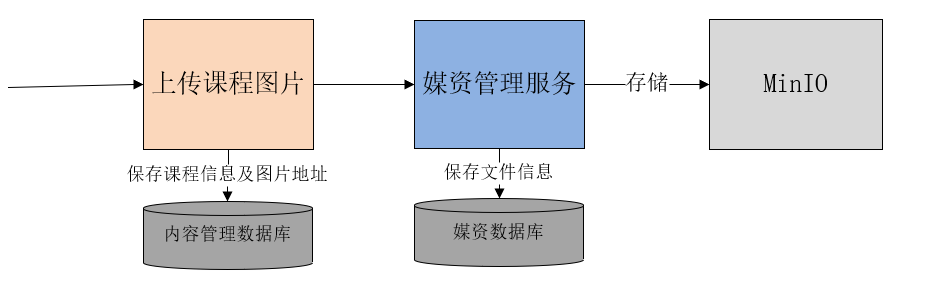 上传课程图片
媒资管理服务
存储
MinIO
保存课程信息及图片地址
保存文件信息
内容管理数据库
媒资数据库